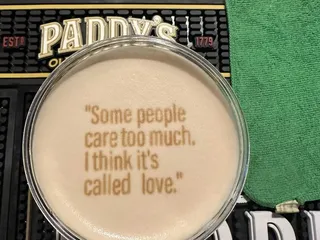 PADDY'S
ESTD 1779
"Some people
care too much.
I think it's
called love."